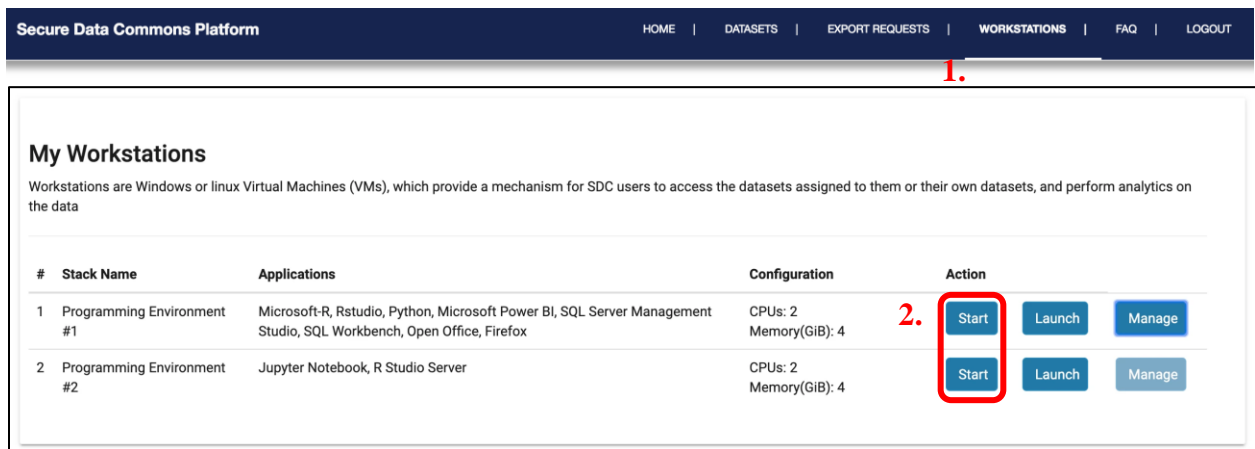 Secure Data Commons Platform
HOME | DATASETS | EXPORT REQUESTS | WORKSTATIONS | FAQ | LOGOUT
1.
My Workstations
Workstations are Windows or linux Virtual Machines (VMs), which provide a mechanism for SDC users to access the datasets assigned to them or their own datasets, and perform analytics on
the data
# Stack Name Applications Configuration Action
1 Programming Environment Microsoft-R, Rstudio, Python, Microsoft Power BI, SQL Server Management CPUs: 2 2. Start Launch Manage
#1 Studio, SQL Workbench, Open Office, Firefox Memory(GiB): 4
2 Programming Environment Jupyter Notebook, R Studio Server CPUs: 2 Start Launch Manage
#2 Memory(GiB): 4